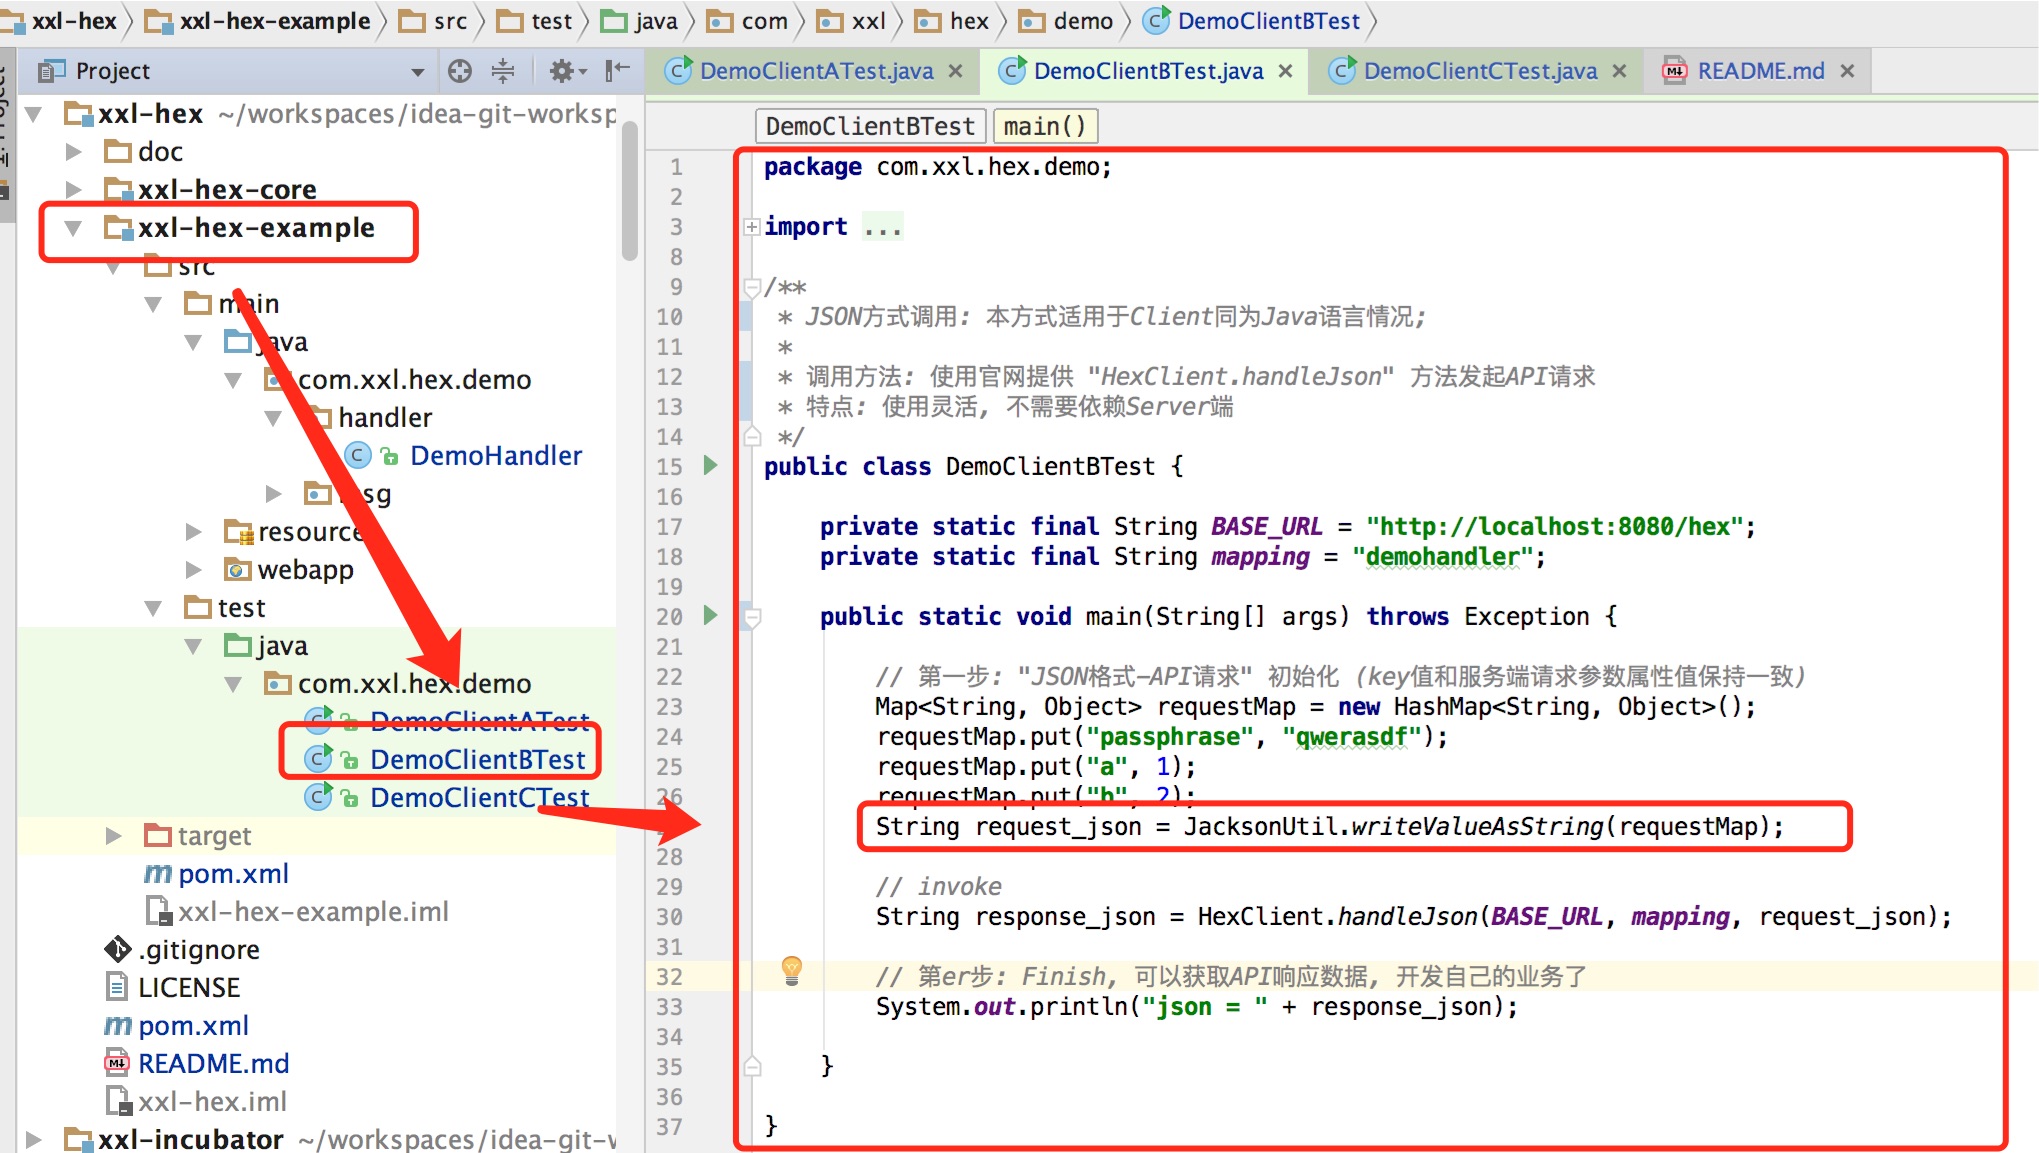 xxl-hex xxl-hex-example src test java com xxl hex demo DemoClientBTest
Project
DemoClientATest.java DemoClientBTest.java DemoClientCTest.java README.md
xxl-hex ~/workspaces/idea-git-worksp
doc
xxl-hex-core
xxl-hex-example
src
main
java
com.xxl.hex.demo
handler
DemoHandler
resource
webapp
test
java
com.xxl.hex.demo
DemoClientATest
DemoClientBTest
DemoClientCTest
target
pom.xml
xxl-hex-example.iml
.gitignore
LICENSE
pom.xml
README.md
xxl-hex.iml
xxl-incubator ~/workspaces/idea-git-w
DemoClientBTest main()
1 package com.xxl.hex.demo;
2
3 import ...
8
9 /**
10 * JSON方式调用: 本方式适用于Client同为Java语言情况;
11 *
12 * 调用方法: 使用官网提供 "HexClient.handleJson" 方法发起API请求
13 * 特点: 使用灵活, 不需要依赖Server端
14 */
15 public class DemoClientBTest {
16
17 private static final String BASE_URL = "http://localhost:8080/hex";
18 private static final String mapping = "demohandler";
19
20 public static void main(String[] args) throws Exception {
21
22 // 第一步: "JSON格式-API请求" 初始化 (key值和服务端请求参数属性值保持一致)
23 Map<String, Object> requestMap = new HashMap<String, Object>();
24 requestMap.put("passphrase", "qwerasdf");
25 requestMap.put("a", 1);
26 requestMap.put("b", 2);
String request_json = JacksonUtil.writeValueAsString(requestMap);
28
29 // invoke
30 String response_json = HexClient.handleJson(BASE_URL, mapping, request_json);
31
32 // 第er步: Finish, 可以获取API响应数据, 开发自己的业务了
33 System.out.println("json = " + response_json);
34
35 }
36
37 }